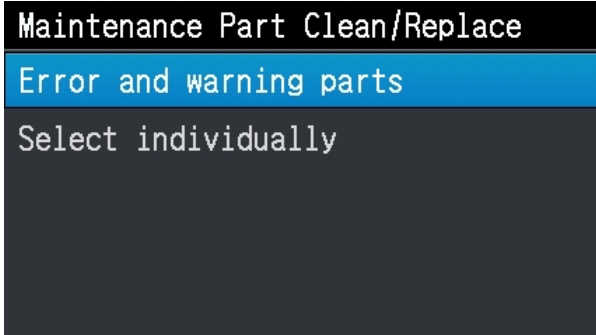 Maintenance Part Clean/Replace
Error and warning parts
Select individually